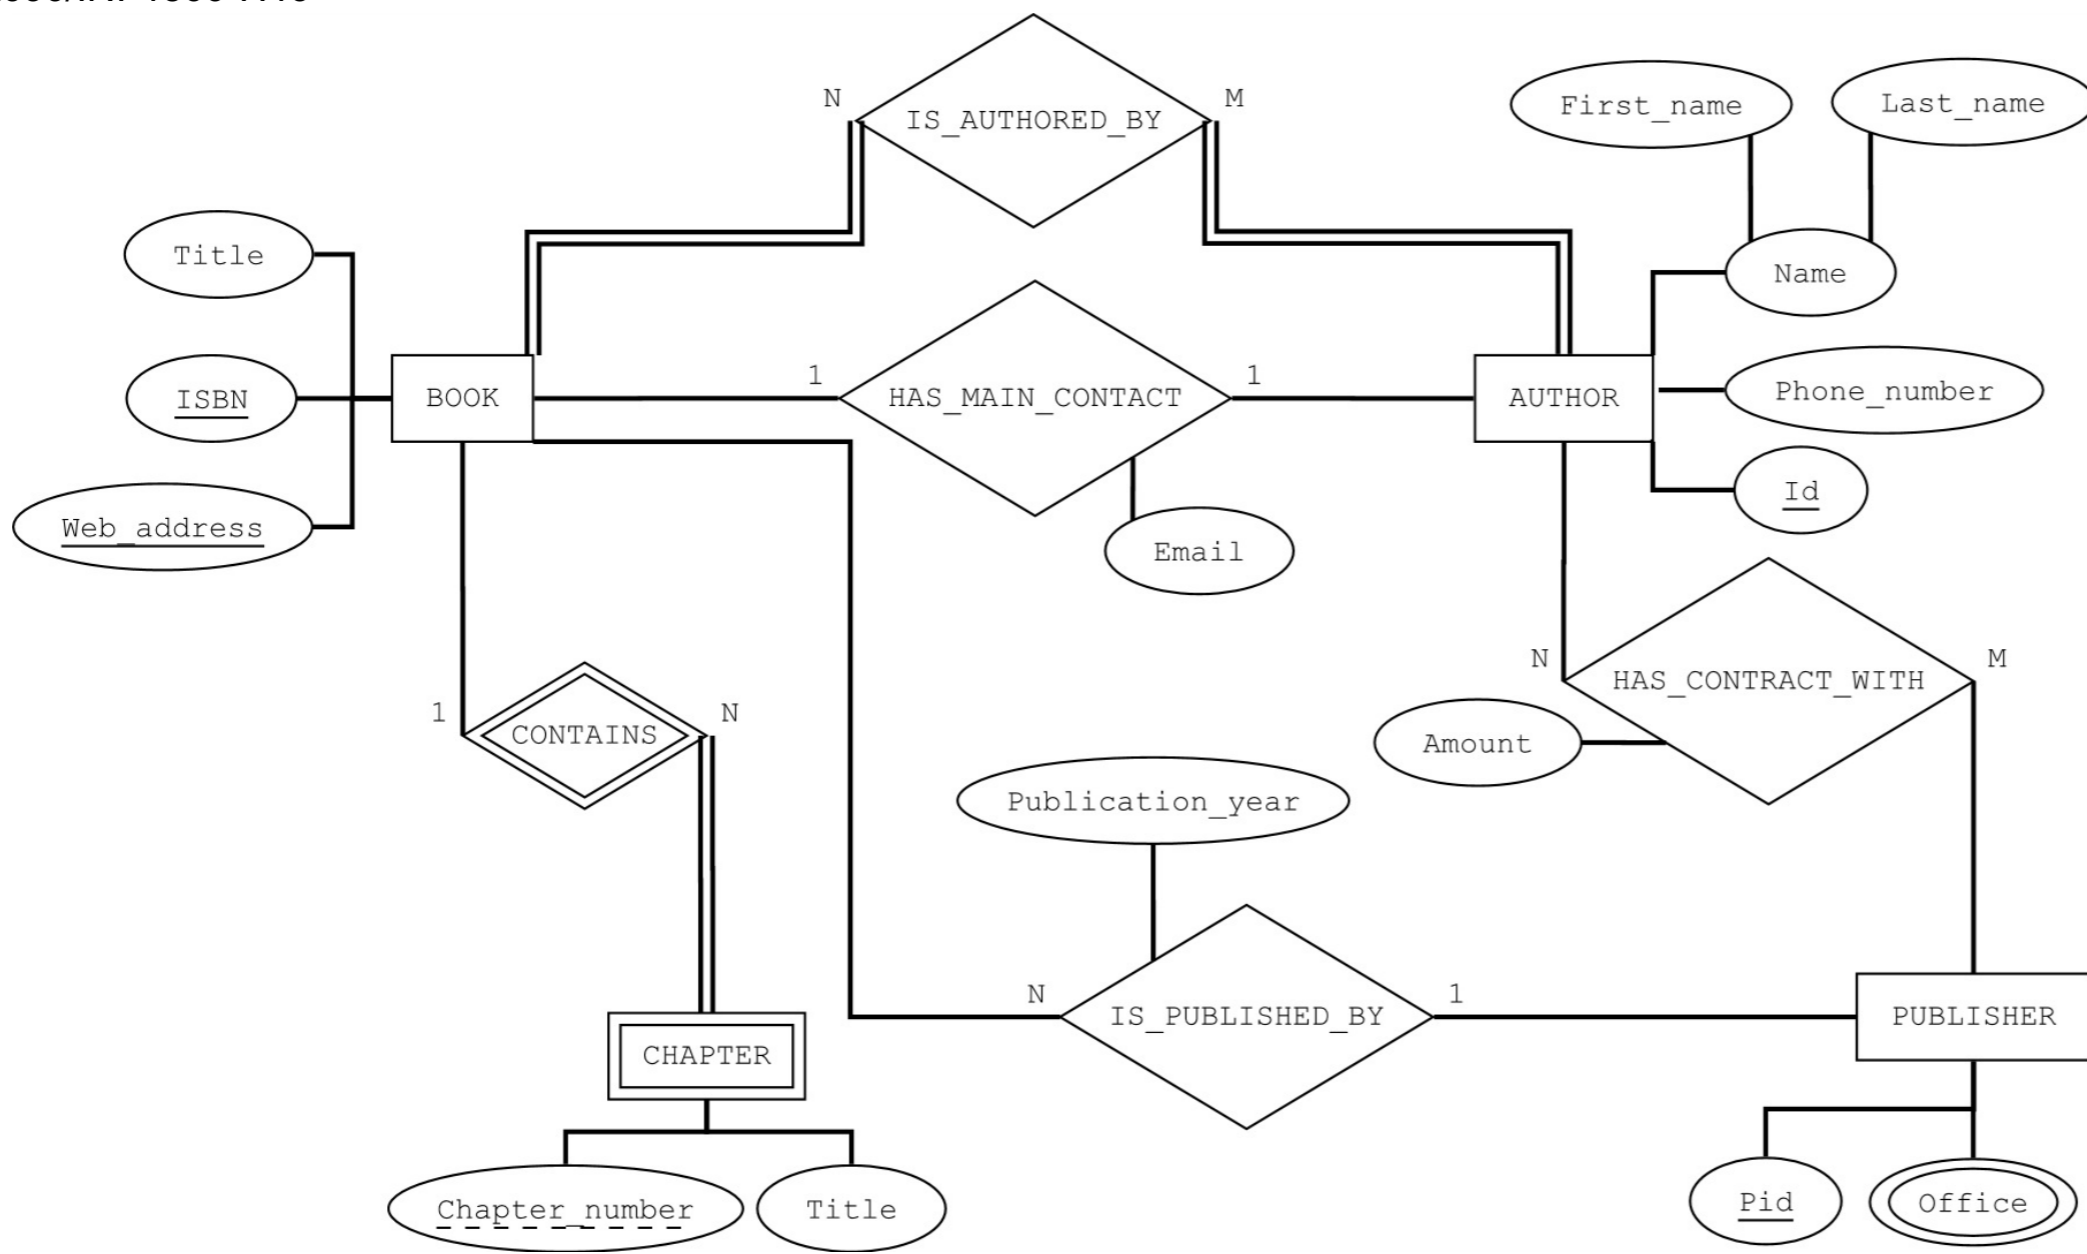 N
IS_AUTHORED_BY
M
First_name
Last_name
Title
Name
ISBN
BOOK
1
HAS_MAIN_CONTACT
1
AUTHOR
Phone_number
Web_address
Email
Id
1
CONTAINS
N
N
HAS_CONTRACT_WITH
M
Amount
Publication_year
CHAPTER
N
IS_PUBLISHED_BY
1
PUBLISHER
Chapter_number
Title
Pid
Office